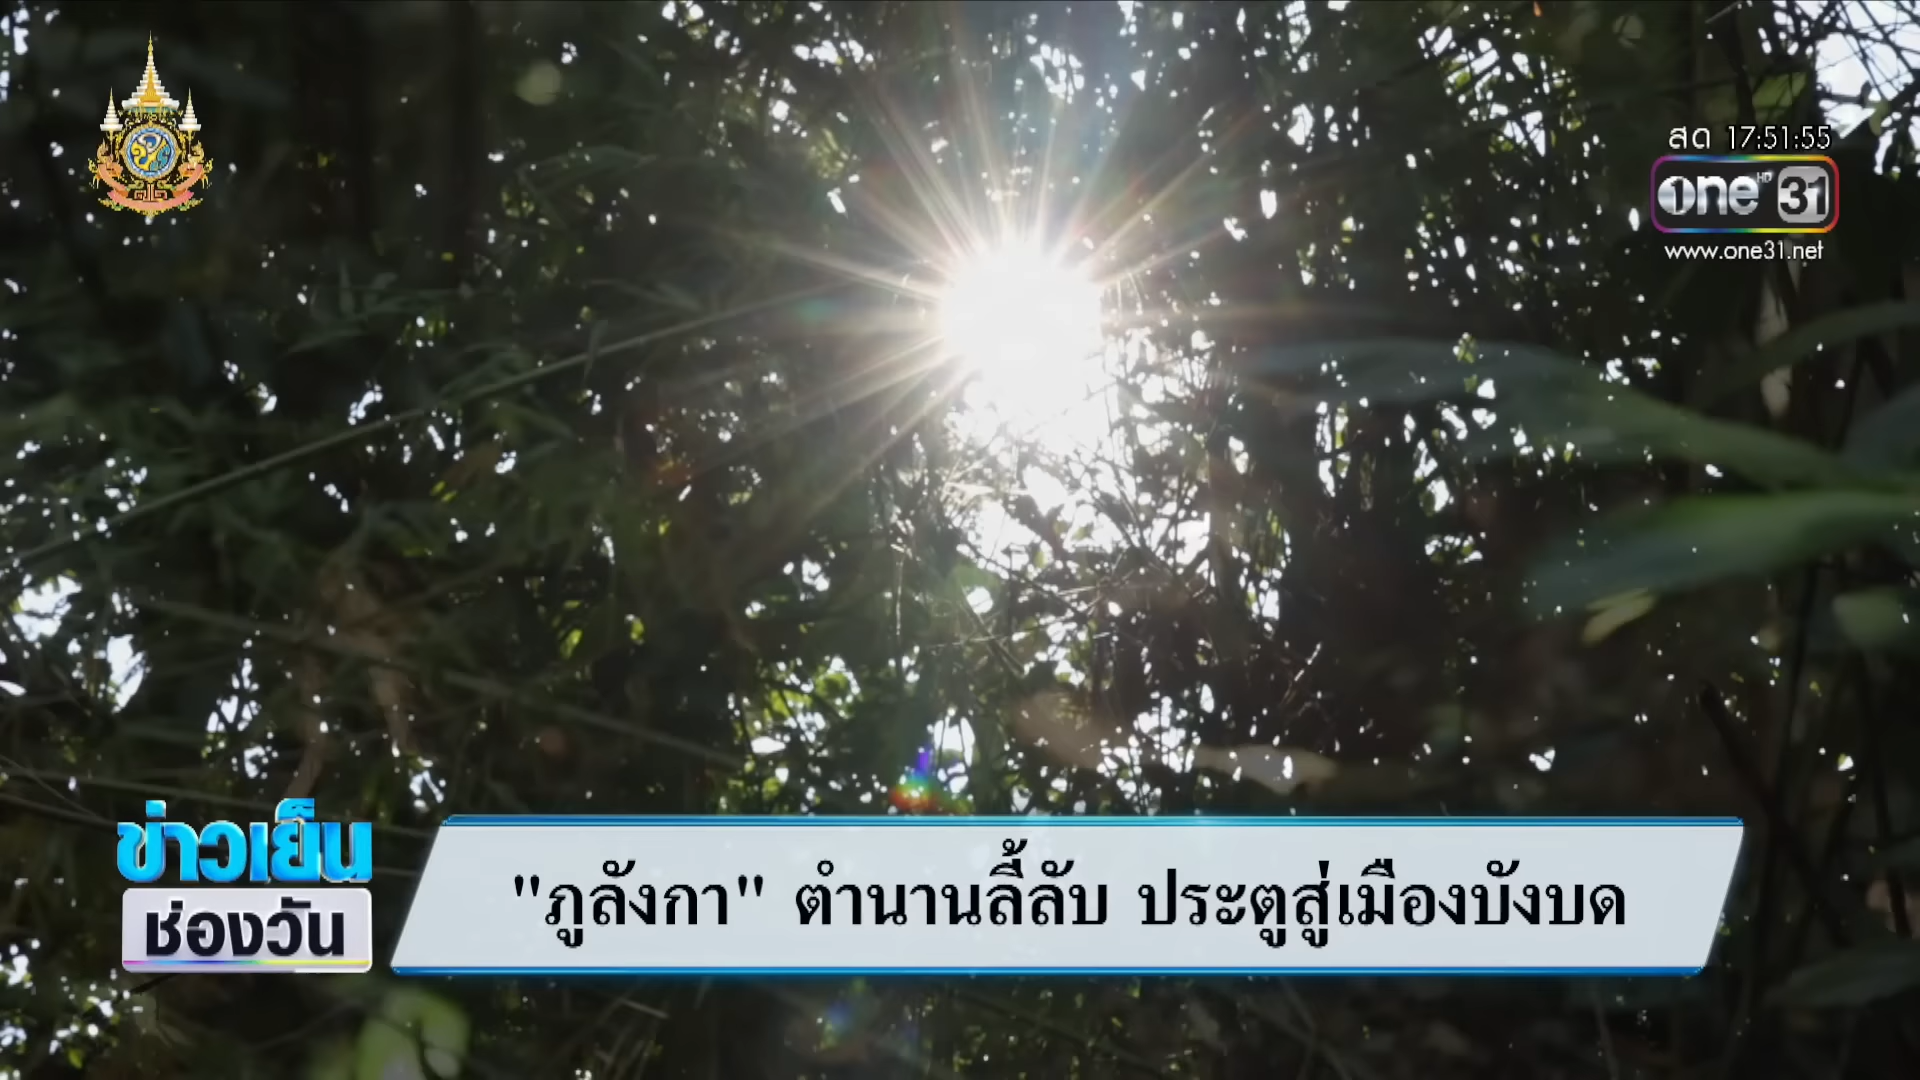 สด 17:51:55
one HD 31
www.one31.net
ข่าวเย็น
ช่องวัน
"ภูลังกา" ตำนานลี้ลับ ประตูสู่เมืองบังบด